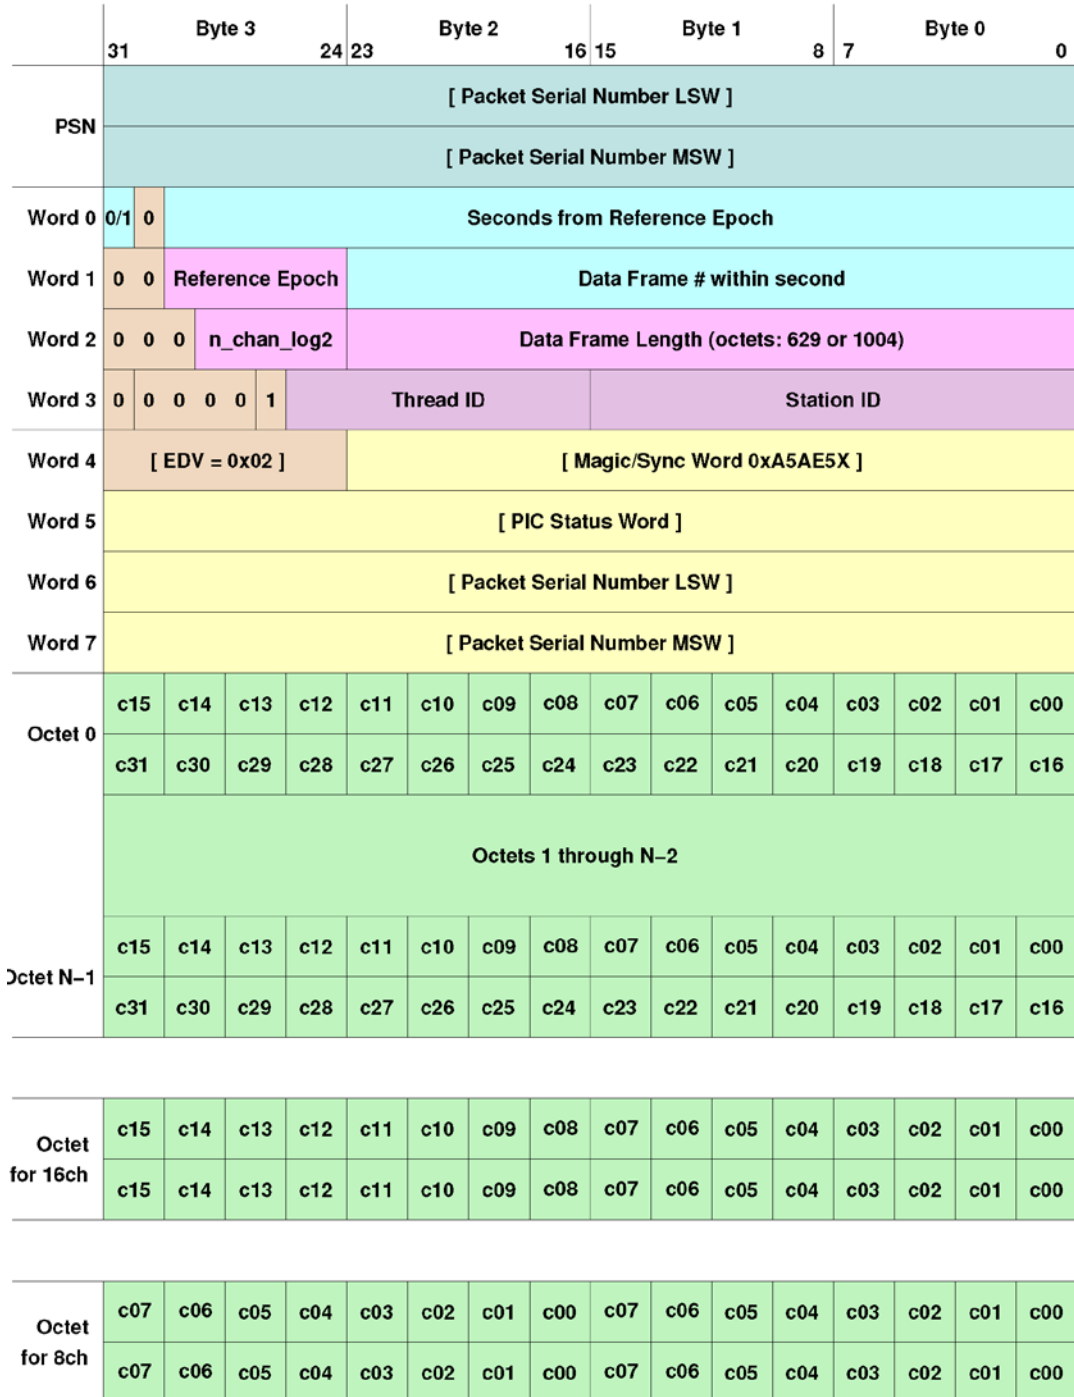 Byte 3 Byte 2 Byte 1 Byte 0
31 24 23 16 15 8 7 0
[ Packet Serial Number LSW ]
PSN
[ Packet Serial Number MSW ]
Word 0 0/1 0 Seconds from Reference Epoch
Word 1 0 0 Reference Epoch Data Frame # within second
Word 2 0 0 0 n_chan_log2 Data Frame Length (octets: 629 or 1004)
Word 3 0 0 0 0 0 1 Thread ID Station ID
Word 4 [ EDV = 0x02 ] [ Magic/Sync Word 0xA5AE5X ]
Word 5 [ PIC Status Word ]
Word 6 [ Packet Serial Number LSW ]
Word 7 [ Packet Serial Number MSW ]
c15 c14 c13 c12 c11 c10 c09 c08 c07 c06 c05 c04 c03 c02 c01 c00
Octet 0
c31 c30 c29 c28 c27 c26 c25 c24 c23 c22 c21 c20 c19 c18 c17 c16
Octets 1 through N–2
c15 c14 c13 c12 c11 c10 c09 c08 c07 c06 c05 c04 c03 c02 c01 c00
Octet N–1
c31 c30 c29 c28 c27 c26 c25 c24 c23 c22 c21 c20 c19 c18 c17 c16
c15 c14 c13 c12 c11 c10 c09 c08 c07 c06 c05 c04 c03 c02 c01 c00
Octet
for 16ch
c15 c14 c13 c12 c11 c10 c09 c08 c07 c06 c05 c04 c03 c02 c01 c00
c07 c06 c05 c04 c03 c02 c01 c00 c07 c06 c05 c04 c03 c02 c01 c00
Octet
for 8ch
c07 c06 c05 c04 c03 c02 c01 c00 c07 c06 c05 c04 c03 c02 c01 c00